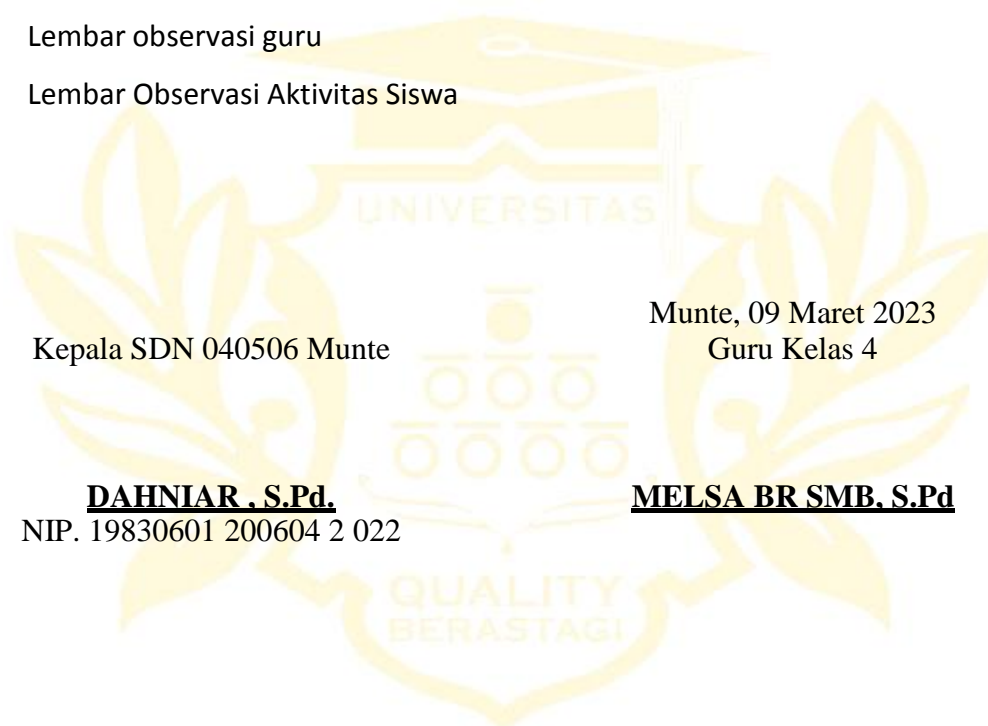 Lembar observasi guru
Lembar Observasi Aktivitas Siswa
UNIVERSITAS
Munte, 09 Maret 2023
Kepala SDN 040506 Munte
Guru Kelas 4
DAHNIAR , S.Pd.
MELSA BR SMB, S.Pd
NIP. 19830601 200604 2 022
QUALITY
BERASTAGI